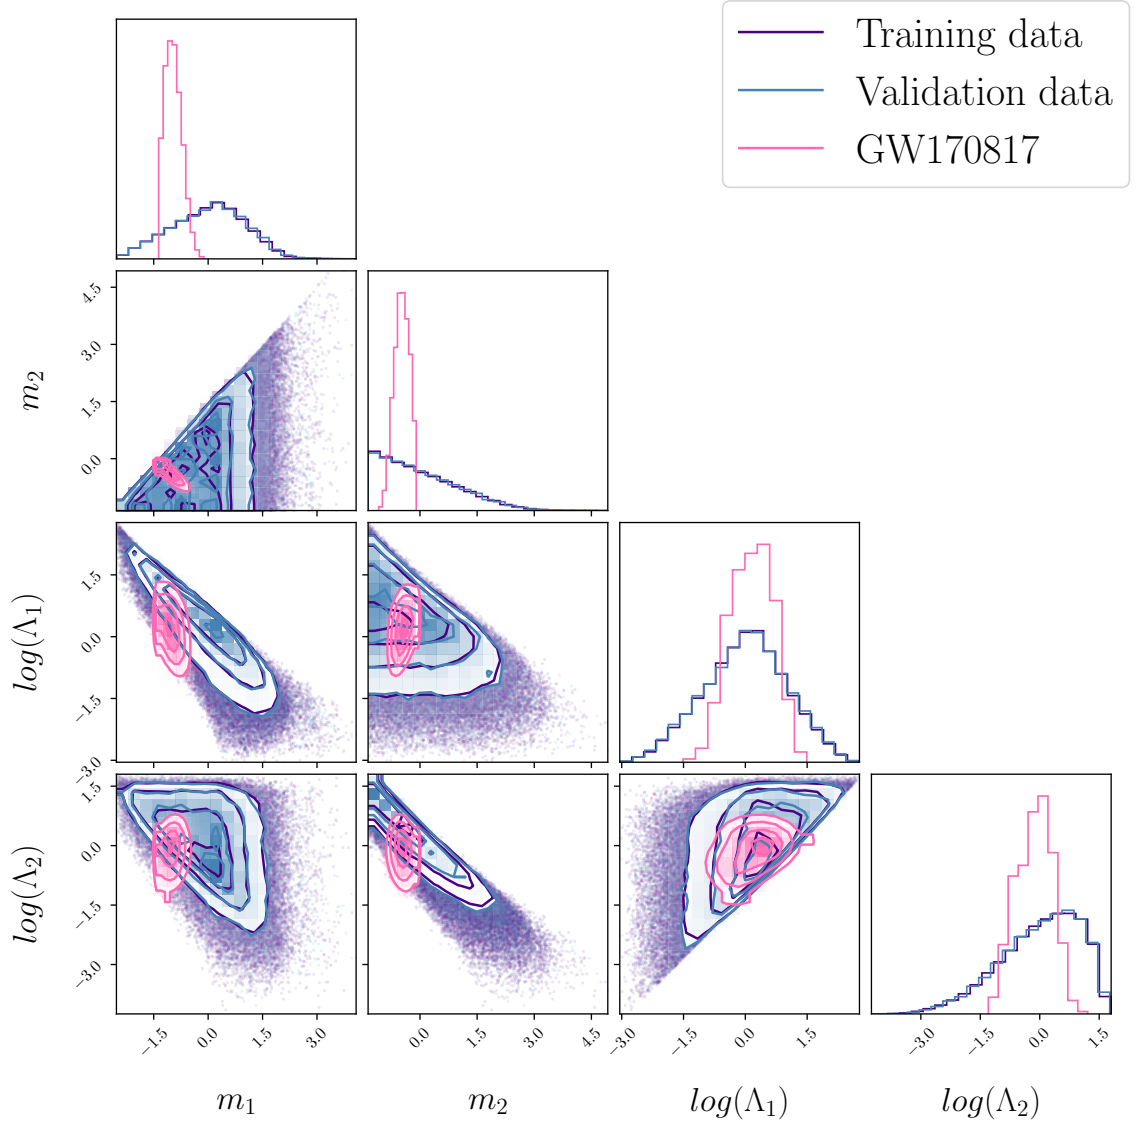 Training data
Validation data
GW170817
4.5
3.0
1.5
0.0
m₂
1.5
0.0
−1.5
−3.0
log(Λ₁)
1.5
0.0
−1.5
−3.0
log(Λ₂)
−1.5 0.0 1.5 3.0
0.0 1.5 3.0 4.5
−3.0 −1.5 0.0 1.5
−3.0 −1.5 0.0 1.5
m₁ m₂ log(Λ₁) log(Λ₂)